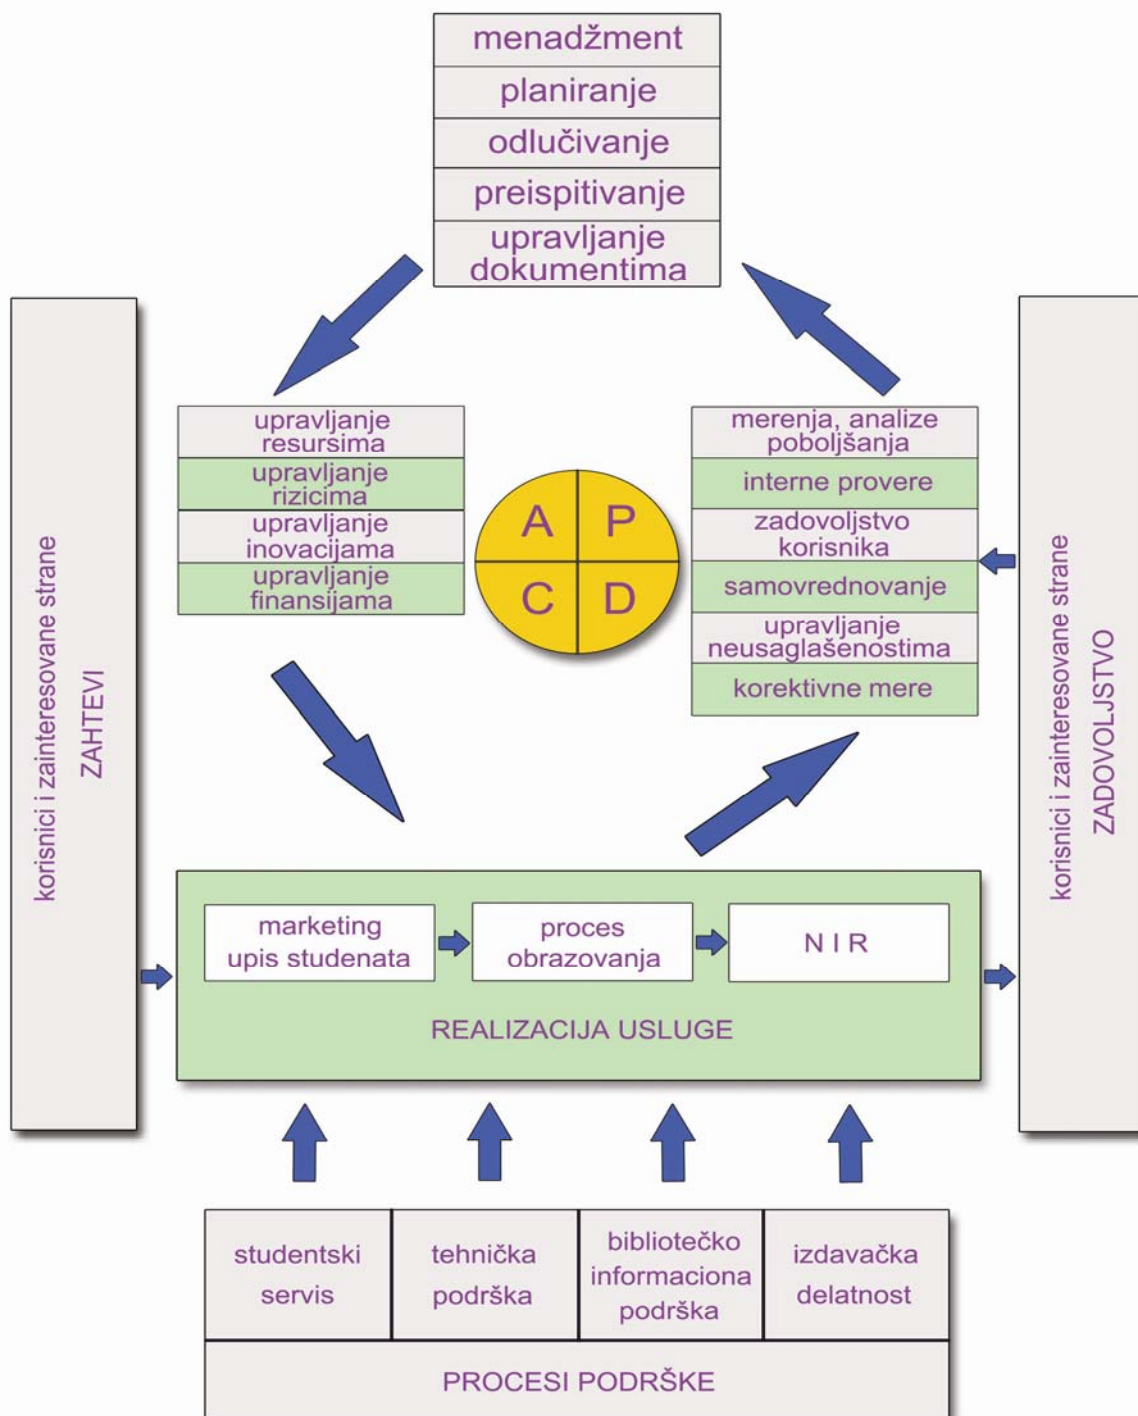 menadžment
planiranje
odlučivanje
preispitivanje
upravljanje
dokumentima
korisnici i zainteresovane strane
ZAHTEVI
upravljanje
resursima
upravljanje
rizicima
upravljanje
inovacijama
upravljanje
finansijama
A P
C D
merenja, analize
poboljšanja
interne provere
zadovoljstvo
korisnika
samovrednovanje
upravljanje
neusaglašenostima
korektivne mere
korisnici i zainteresovane strane
ZADOVOLJSTVO
marketing
upis studenata
proces
obrazovanja
N I R
REALIZACIJA USLUGE
studentski
servis
tehnička
podrška
bibliotečko
informaciona
podrška
izdavačka
delatnost
PROCESI PODRŠKE